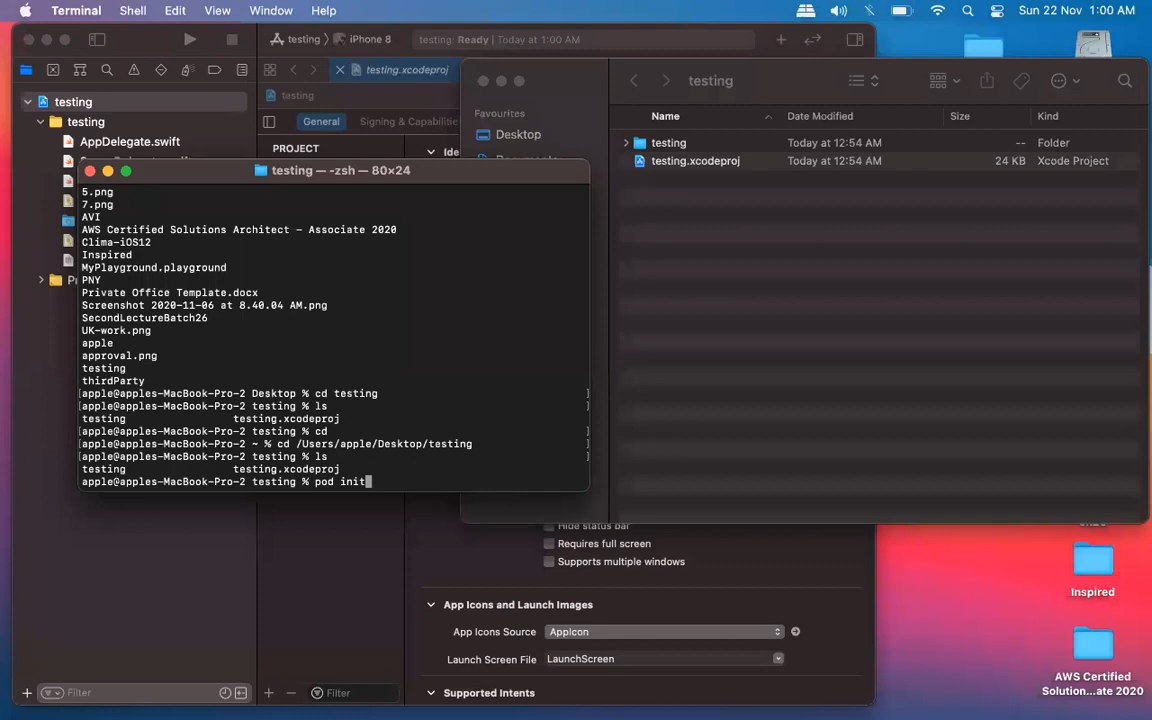 Terminal Shell Edit View Window Help Sun 22 Nov 1:00 AM
testing iPhone 8 testing: Ready | Today at 1:00 AM
testing.xcodeproj
testing
testing
General Signing & Capabilitie
testing
AppDelegate.swift
PROJECT
Ide
testing
Favourites
Desktop
Name Date Modified Size Kind
testing Today at 12:54 AM -- Folder
testing.xcodeproj Today at 12:54 AM 24 KB Xcode Project
testing — -zsh — 80×24
5.png
7.png
AVI
AWS Certified Solutions Architect - Associate 2020
Clima-iOS12
Inspired
MyPlayground.playground
PNY
Private Office Template.docx
Screenshot 2020-11-06 at 8.40.04 AM.png
SecondLectureBatch26
UK-work.png
apple
approval.png
testing
thirdParty
[apple@apples-MacBook-Pro-2 Desktop % cd testing ]
[apple@apples-MacBook-Pro-2 testing % ls ]
testing testing.xcodeproj
[apple@apples-MacBook-Pro-2 testing % cd ]
[apple@apples-MacBook-Pro-2 ~ % cd /Users/apple/Desktop/testing ]
[apple@apples-MacBook-Pro-2 testing % ls ]
testing testing.xcodeproj
apple@apples-MacBook-Pro-2 testing % pod init
Hide status bar
Requires full screen
Supports multiple windows
App Icons and Launch Images
App Icons Source AppIcon
Launch Screen File LaunchScreen
Supported Intents
Filter
Filter
Inspired
AWS Certified
Solution...ate 2020